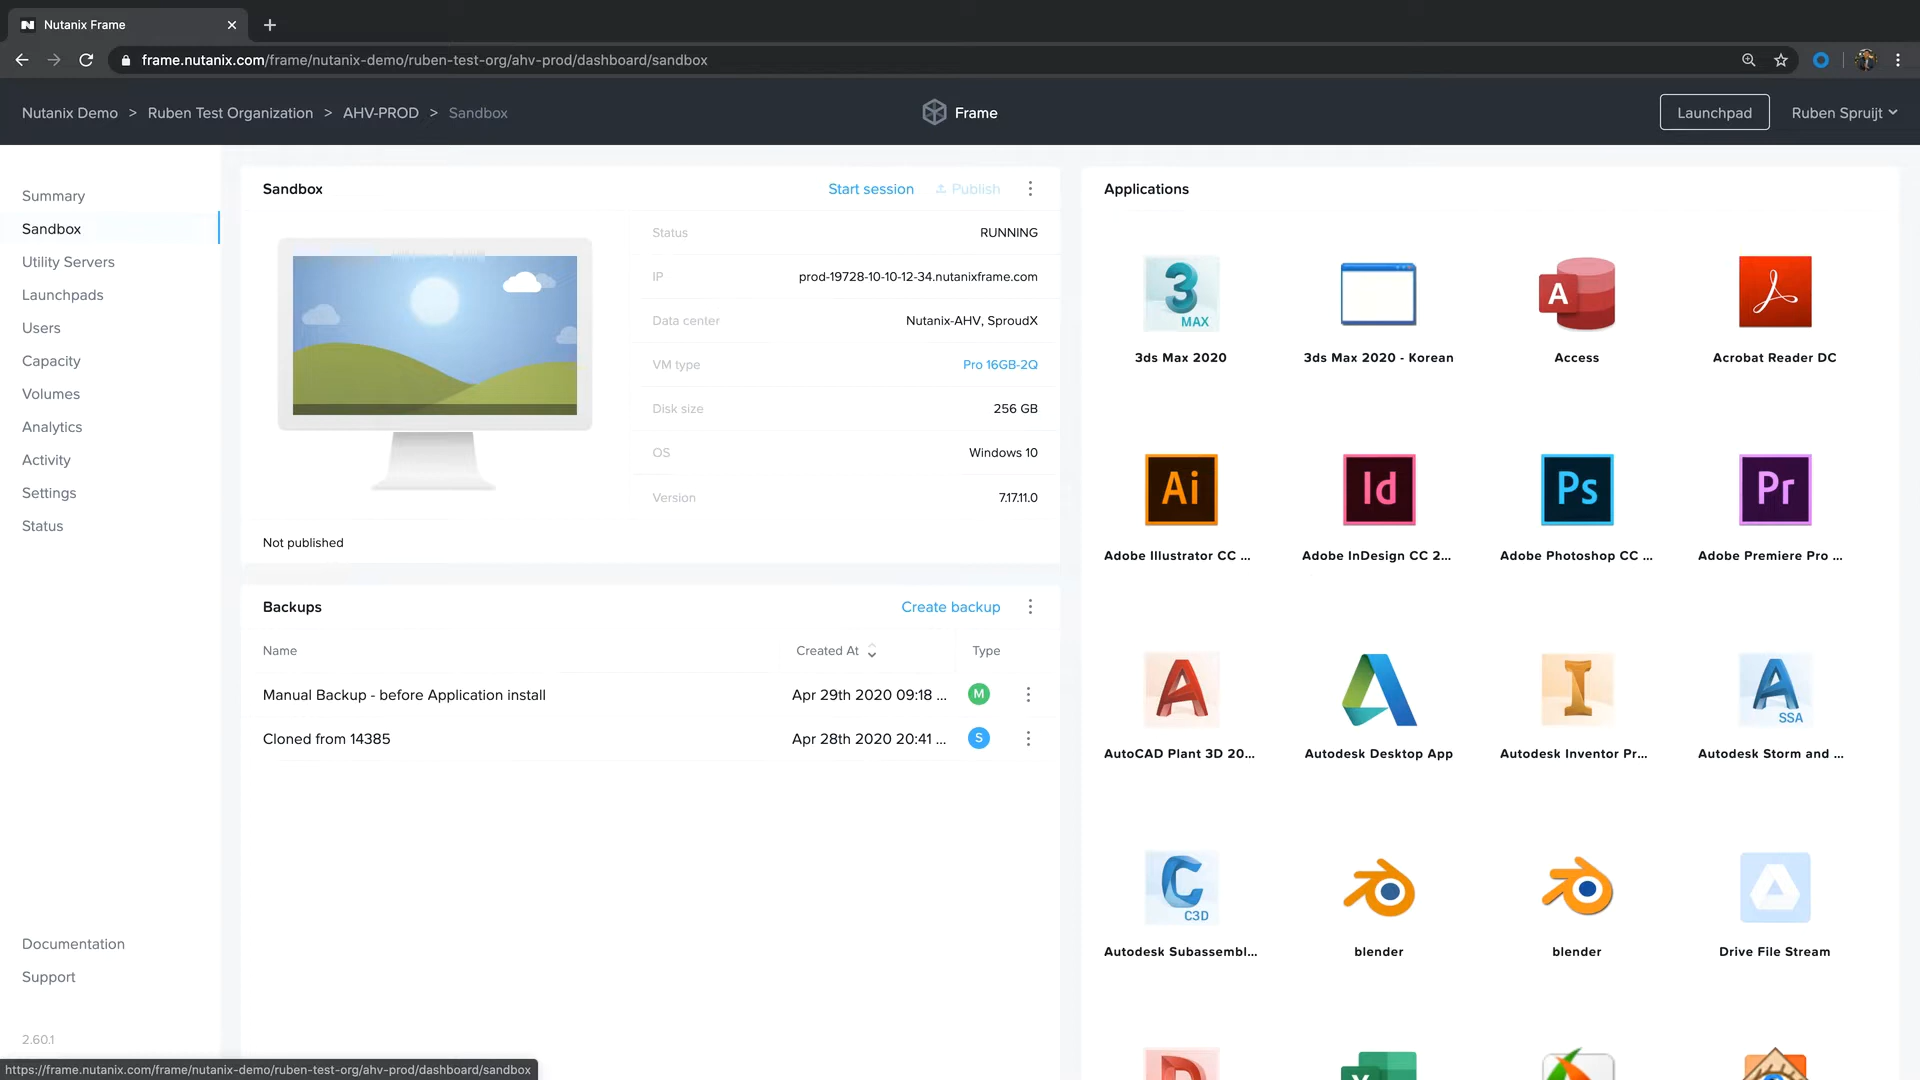 Nutanix Frame
frame.nutanix.com/frame/nutanix-demo/ruben-test-org/ahv-prod/dashboard/sandbox
Nutanix Demo > Ruben Test Organization > AHV-PROD > Sandbox
Frame
Launchpad
Ruben Spruijt
Summary
Sandbox
Utility Servers
Launchpads
Users
Capacity
Volumes
Analytics
Activity
Settings
Status
Documentation
Support
2.60.1
https://frame.nutanix.com/frame/nutanix-demo/ruben-test-org/ahv-prod/dashboard/sandbox
Sandbox
Start session
Publish
Status RUNNING
IP prod-19728-10-10-12-34.nutanixframe.com
Data center Nutanix-AHV, SproudX
VM type Pro 16GB-2Q
Disk size 256 GB
OS Windows 10
Version 7.17.11.0
Not published
Backups
Create backup
Name Created At Type
Manual Backup - before Application install Apr 29th 2020 09:18 ... M
Cloned from 14385 Apr 28th 2020 20:41 ... S
Applications
3
MAX
A
3ds Max 2020
3ds Max 2020 - Korean
Access
Acrobat Reader DC
Ai
Id
Ps
Pr
Adobe Illustrator CC ...
Adobe InDesign CC 2...
Adobe Photoshop CC ...
Adobe Premiere Pro ...
A
I
A
SSA
AutoCAD Plant 3D 20...
Autodesk Desktop App
Autodesk Inventor Pr...
Autodesk Storm and ...
C
C3D
Autodesk Subassembl...
blender
blender
Drive File Stream